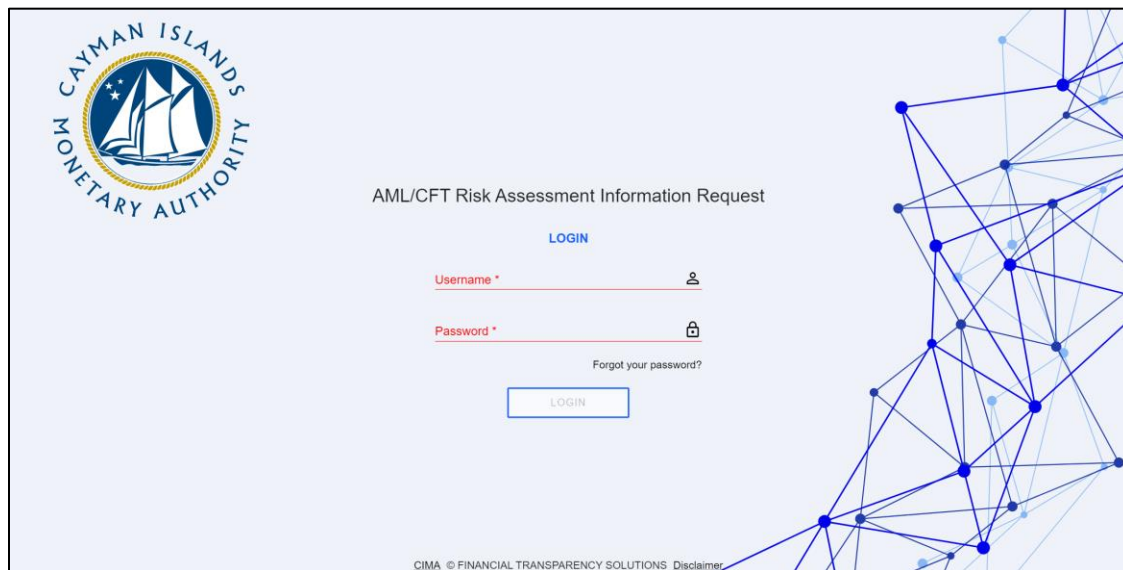 CAYMAN ISLANDS
MONETARY AUTHORITY
AML/CFT Risk Assessment Information Request
LOGIN
Username *
Password *
Forgot your password?
LOGIN
CIMA © FINANCIAL TRANSPARENCY SOLUTIONS Disclaimer